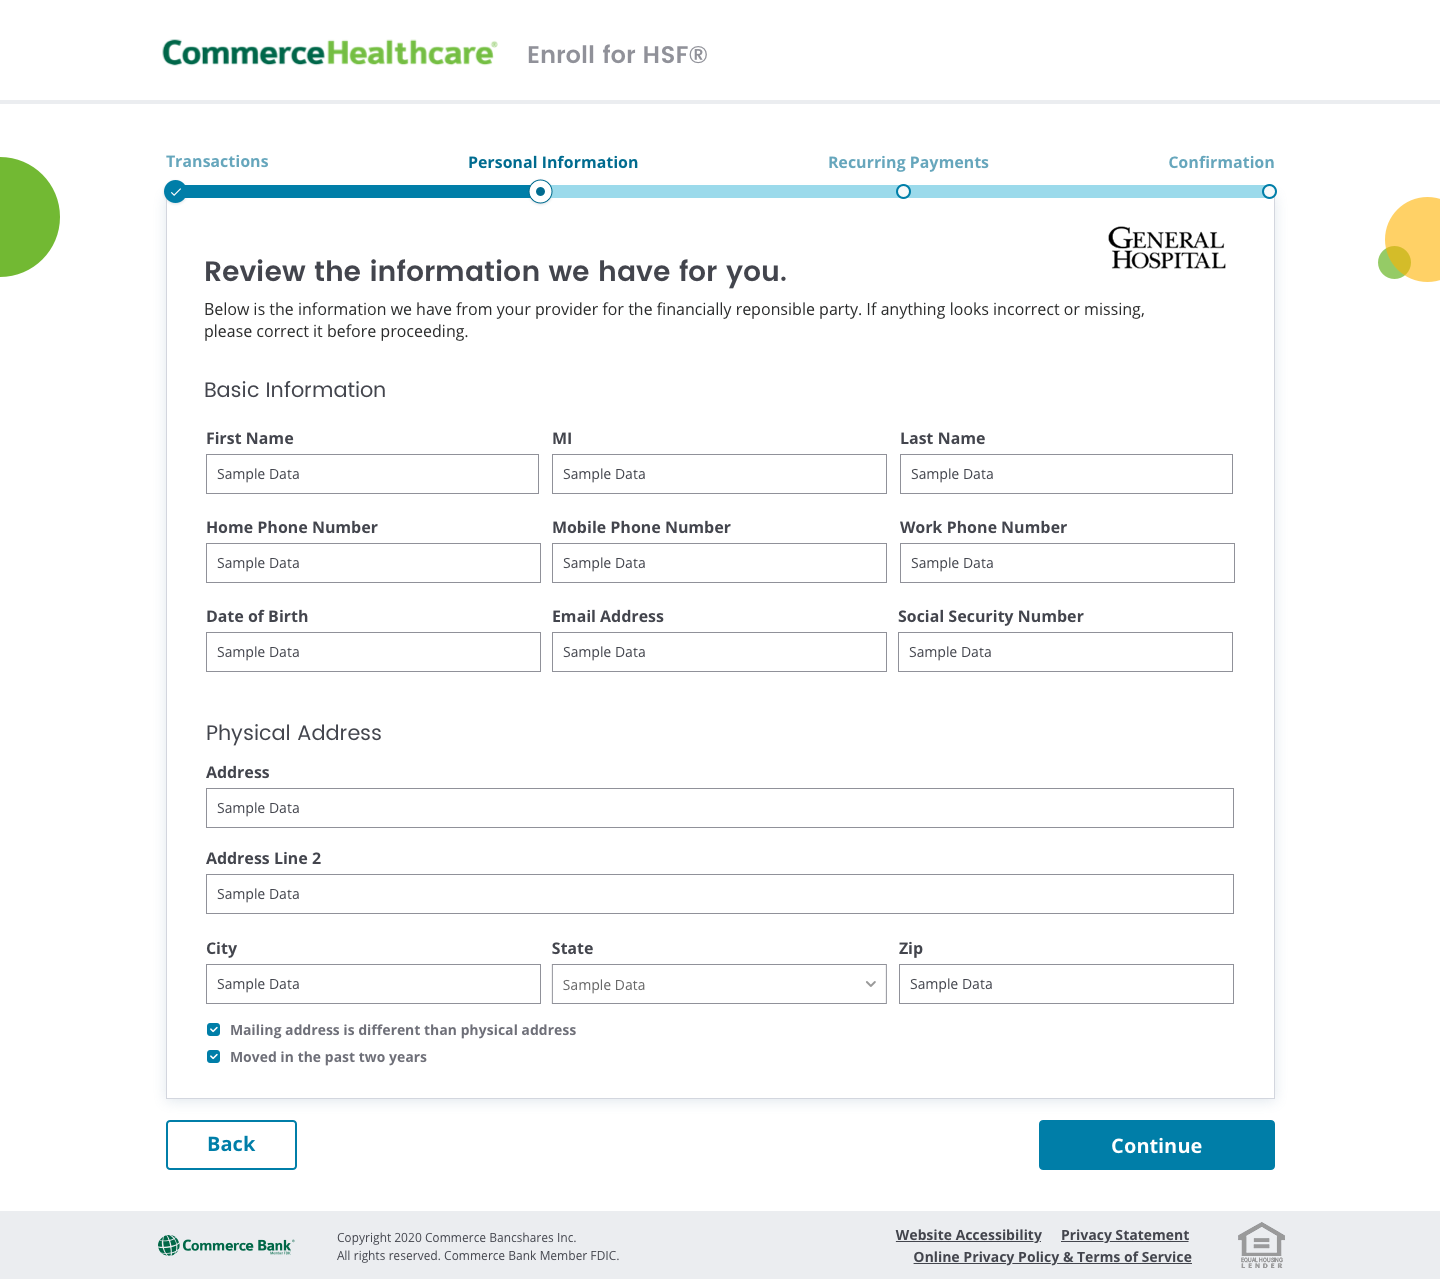 CommerceHealthcare® Enroll for HSF®
Transactions Personal Information Recurring Payments Confirmation
GENERAL
HOSPITAL
Review the information we have for you.
Below is the information we have from your provider for the financially reponsible party. If anything looks incorrect or missing,
please correct it before proceeding.
Basic Information
First Name MI Last Name
Sample Data Sample Data Sample Data
Home Phone Number Mobile Phone Number Work Phone Number
Sample Data Sample Data Sample Data
Date of Birth Email Address Social Security Number
Sample Data Sample Data Sample Data
Physical Address
Address
Sample Data
Address Line 2
Sample Data
City State Zip
Sample Data Sample Data Sample Data
Mailing address is different than physical address
Moved in the past two years
Back Continue
Commerce Bank
Member FDIC
Copyright 2020 Commerce Bancshares Inc.
All rights reserved. Commerce Bank Member FDIC.
Website Accessibility Privacy Statement
Online Privacy Policy & Terms of Service
EQUAL HOUSING
LENDER